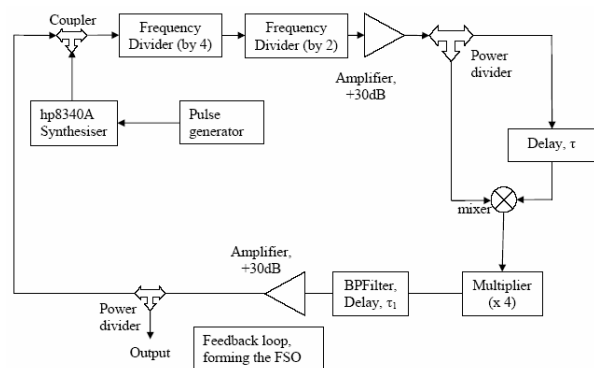 Coupler
Frequency
Divider (by 4)
Frequency
Divider (by 2)
Amplifier,
+30dB
Power
divider
hp8340A
Synthesiser
Pulse
generator
Delay, τ
mixer
Amplifier,
+30dB
BPFilter,
Delay, τ₁
Multiplier
(x 4)
Power
divider
Output
Feedback loop,
forming the FSO